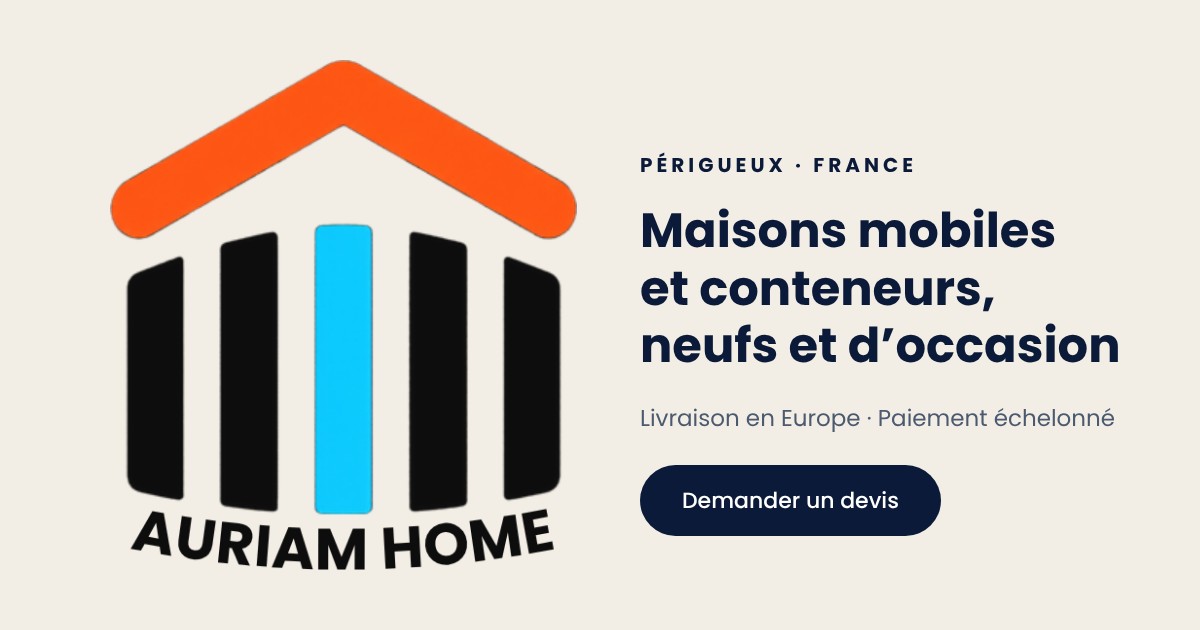 AURIAM HOME
PÉRIGUEUX · FRANCE
Maisons mobiles
et conteneurs,
neufs et d’occasion
Livraison en Europe · Paiement échelonné
Demander un devis